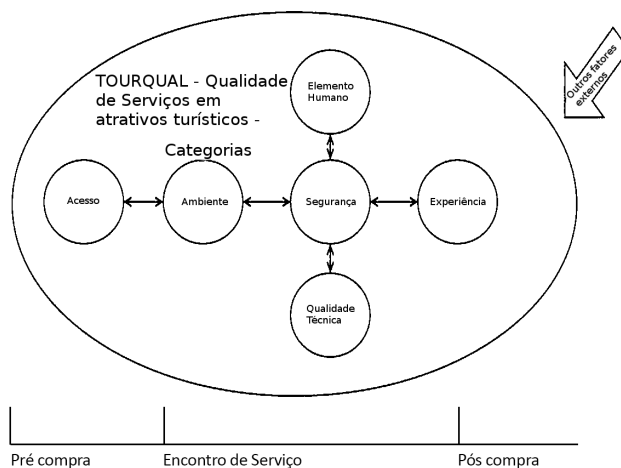 TOURQUAL - Qualidade
de Serviços em
atrativos turísticos -
Categorias
Elemento
Humano
Outros fatores
externos
Acesso
Ambiente
Segurança
Experiência
Qualidade
Técnica
Pré compra
Encontro de Serviço
Pós compra